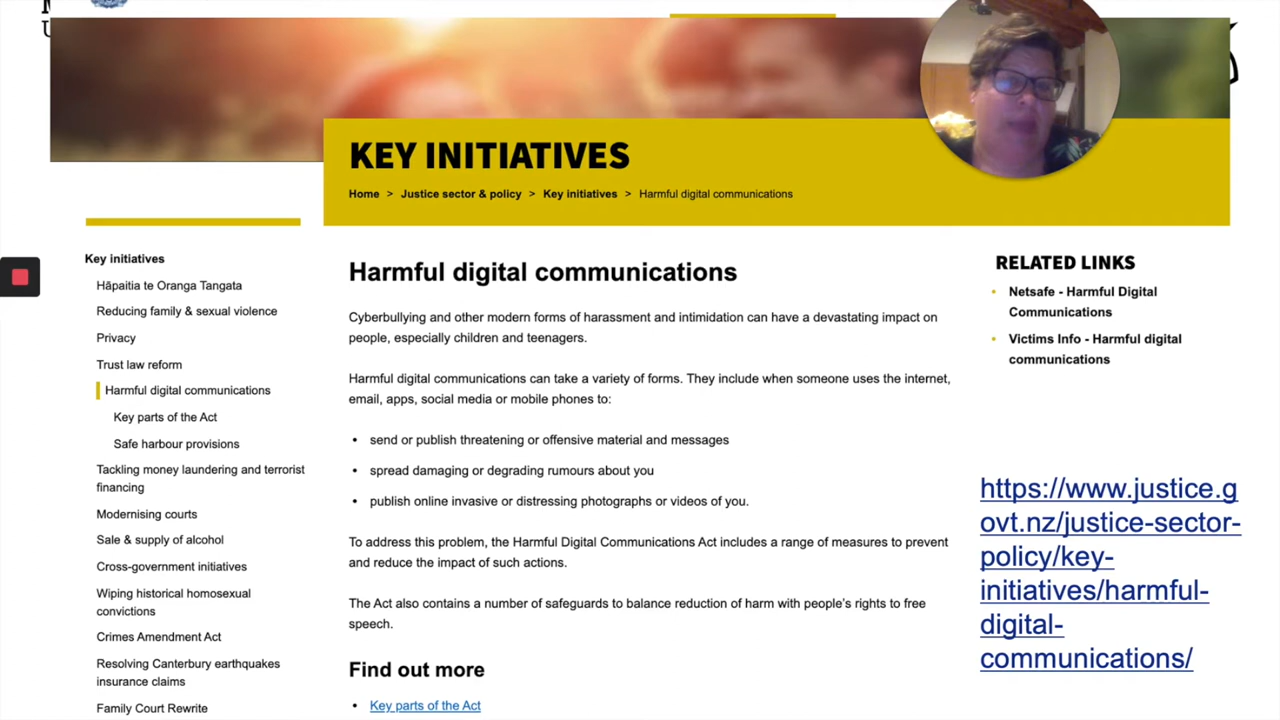 KEY INITIATIVES
Home > Justice sector & policy > Key initiatives > Harmful digital communications
Key initiatives
Hāpaitia te Oranga Tangata
Reducing family & sexual violence
Privacy
Trust law reform
Harmful digital communications
Key parts of the Act
Safe harbour provisions
Tackling money laundering and terrorist
financing
Modernising courts
Sale & supply of alcohol
Cross-government initiatives
Wiping historical homosexual
convictions
Crimes Amendment Act
Resolving Canterbury earthquakes
insurance claims
Family Court Rewrite
Harmful digital communications
Cyberbullying and other modern forms of harassment and intimidation can have a devastating impact on
people, especially children and teenagers.
Harmful digital communications can take a variety of forms. They include when someone uses the internet,
email, apps, social media or mobile phones to:
• send or publish threatening or offensive material and messages
• spread damaging or degrading rumours about you
• publish online invasive or distressing photographs or videos of you.
To address this problem, the Harmful Digital Communications Act includes a range of measures to prevent
and reduce the impact of such actions.
The Act also contains a number of safeguards to balance reduction of harm with people’s rights to free
speech.
Find out more
• Key parts of the Act
RELATED LINKS
• Netsafe - Harmful Digital
Communications
• Victims Info - Harmful digital
communications
https://www.justice.g
ovt.nz/justice-sector-
policy/key-
initiatives/harmful-
digital-
communications/